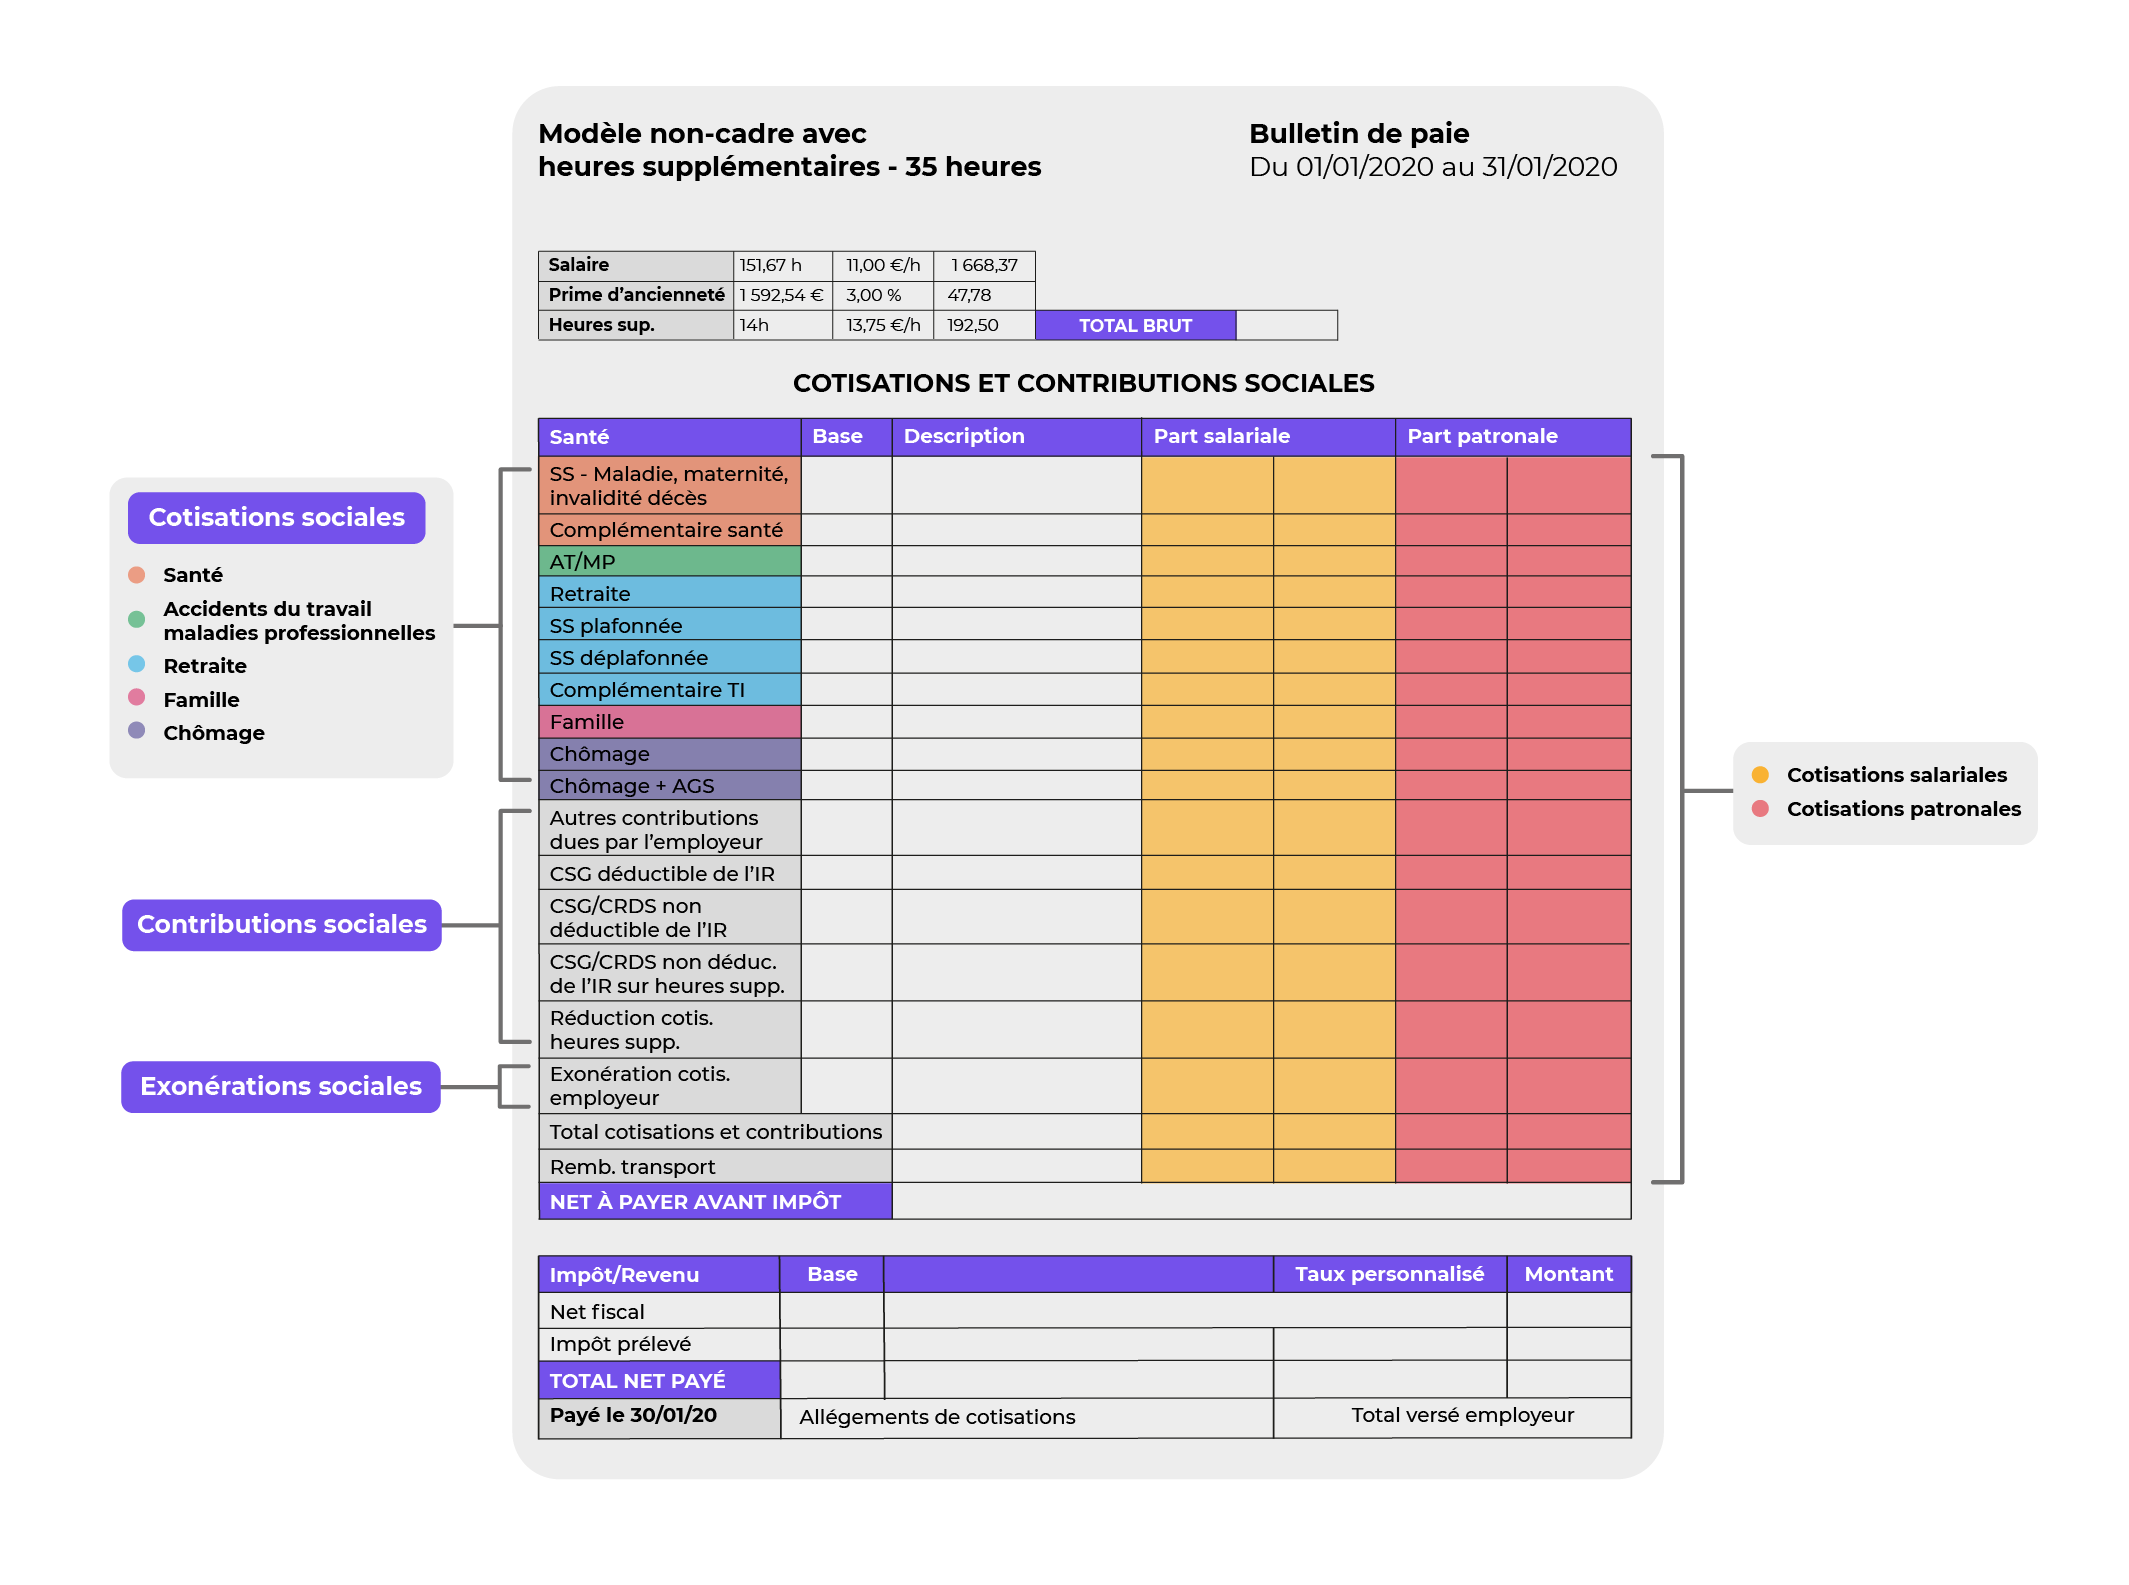 Modèle non-cadre avec
heures supplémentaires - 35 heures
Bulletin de paie
Du 01/01/2020 au 31/01/2020
Salaire 151,67 h 11,00 €/h 1 668,37
Prime d’ancienneté 1 592,54 € 3,00 % 47,78
Heures sup. 14h 13,75 €/h 192,50 TOTAL BRUT
COTISATIONS ET CONTRIBUTIONS SOCIALES
Santé Base Description Part salariale Part patronale
SS - Maladie, maternité,
invalidité décès
Complémentaire santé
AT/MP
Retraite
SS plafonnée
SS déplafonnée
Complémentaire TI
Famille
Chômage
Chômage + AGS
Autres contributions
dues par l’employeur
CSG déductible de l’IR
CSG/CRDS non
déductible de l’IR
CSG/CRDS non déduc.
de l’IR sur heures supp.
Réduction cotis.
heures supp.
Exonération cotis.
employeur
Total cotisations et contributions
Remb. transport
NET À PAYER AVANT IMPÔT
Impôt/Revenu Base Taux personnalisé Montant
Net fiscal
Impôt prélevé
TOTAL NET PAYÉ
Payé le 30/01/20 Allégements de cotisations Total versé employeur
Cotisations sociales
Santé
Accidents du travail
maladies professionnelles
Retraite
Famille
Chômage
Contributions sociales
Exonérations sociales
Cotisations salariales
Cotisations patronales